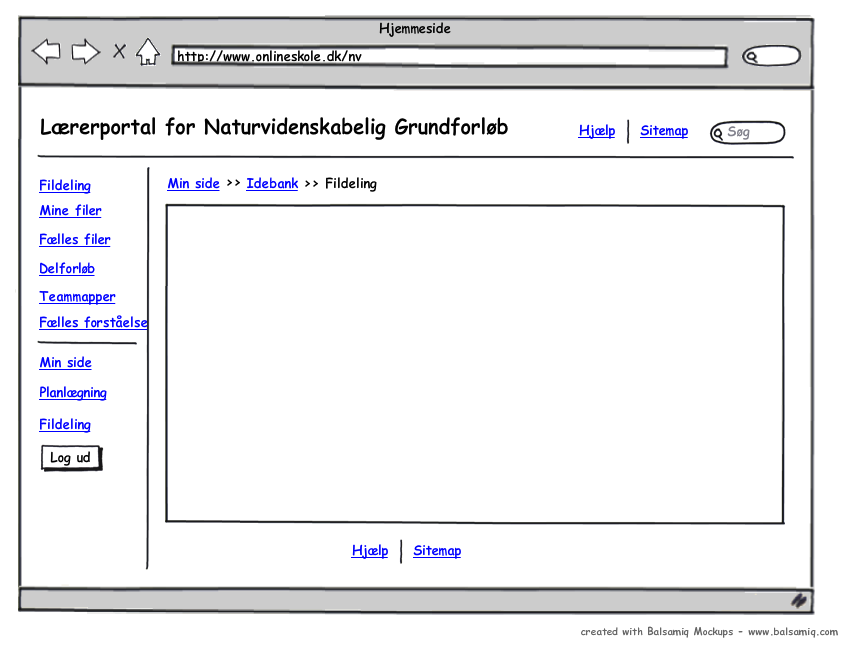 Hjemmeside
http://www.onlineskole.dk/nv
Lærerportal for Naturvidenskabelig Grundforløb
Hjælp | Sitemap
Søg
Min side >> Idebank >> Fildeling
Fildeling
Mine filer
Fælles filer
Delforløb
Teammapper
Fælles forståelse
Min side
Planlægning
Fildeling
Log ud
Hjælp | Sitemap
created with Balsamiq Mockups - www.balsamiq.com